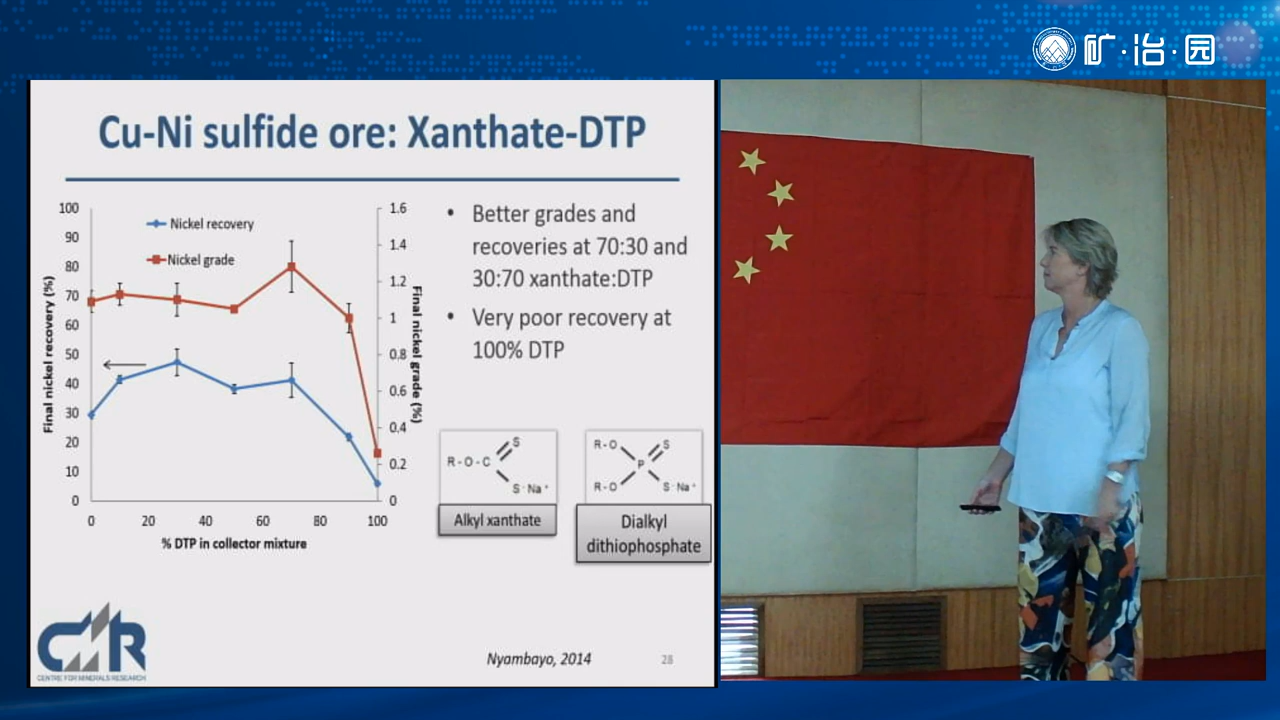 矿·冶·园
Cu-Ni sulfide ore: Xanthate-DTP
100
90
80
70
60
50
40
30
20
10
0
Final nickel recovery (%)
Nickel recovery
Nickel grade
1.6
1.4
1.2
1
0.8
0.6
0.4
0.2
0
Final nickel grade (%)
0 20 40 60 80 100
% DTP in collector mixture
• Better grades and
recoveries at 70:30 and
30:70 xanthate:DTP
• Very poor recovery at
100% DTP
S
R-O-C
S-Na+
Alkyl xanthate
R-O S
P
R-O S-Na+
Dialkyl
dithiophosphate
CMR
CENTRE FOR MINERALS RESEARCH
Nyambayo, 2014
28